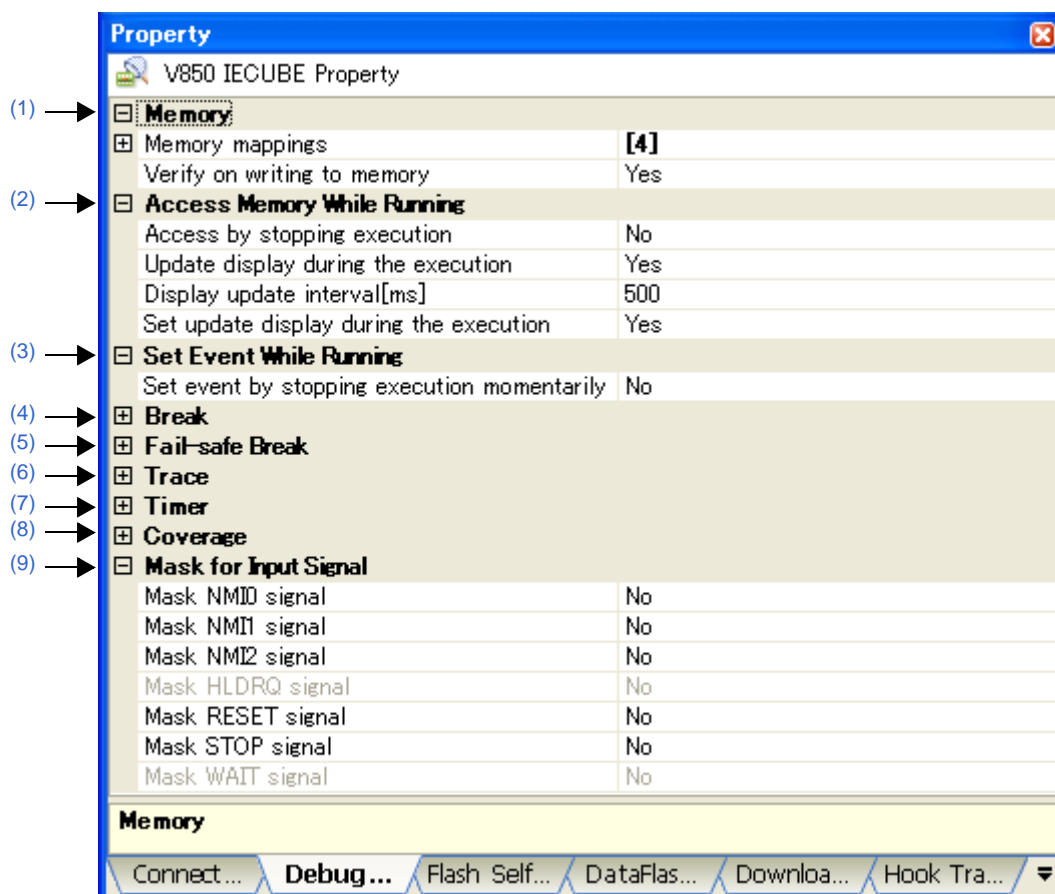 Property
V850 IECUBE Property
(1) Memory
Memory mappings [4]
Verify on writing to memory Yes
(2) Access Memory While Running
Access by stopping execution No
Update display during the execution Yes
Display update interval[ms] 500
Set update display during the execution Yes
(3) Set Event While Running
Set event by stopping execution momentarily No
(4) Break
(5) Fail-safe Break
(6) Trace
(7) Timer
(8) Coverage
(9) Mask for Input Signal
Mask NMI0 signal No
Mask NMI1 signal No
Mask NMI2 signal No
Mask HLDRQ signal No
Mask RESET signal No
Mask STOP signal No
Mask WAIT signal No
Memory
Connect... Debug... Flash Self... DataFlas... Downloa... Hook Tra...